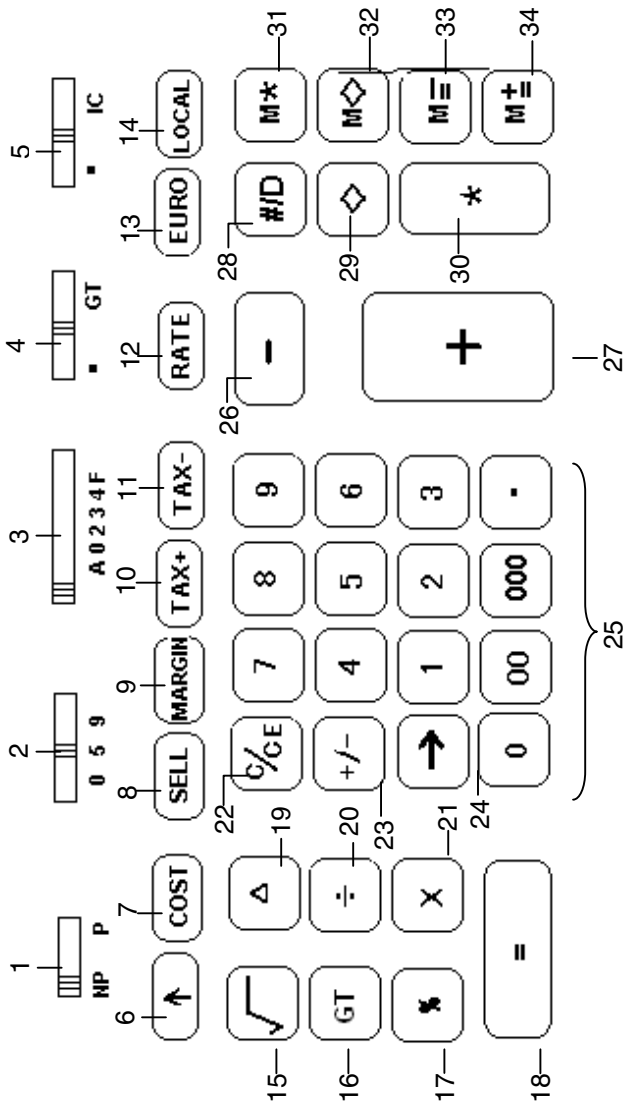 1 2 3 4 5
NP P 0 5 9 A 0 2 3 4 F ▪ GT ▪ IC
6 7 8 9 10 11 12 13 14
↑ COST SELL MARGIN TAX+ TAX- RATE EURO LOCAL
15 √ Δ 19 22 C/CE 7 8 9 26 - 28 #/D M* 31
16 GT ÷ 20 23 +/- 4 5 6 29 ◇ M◇ 32
17 % X 21 → 1 2 3 27 + 30 * M= 33
18 = 24 0 00 000 . M±= 34
25